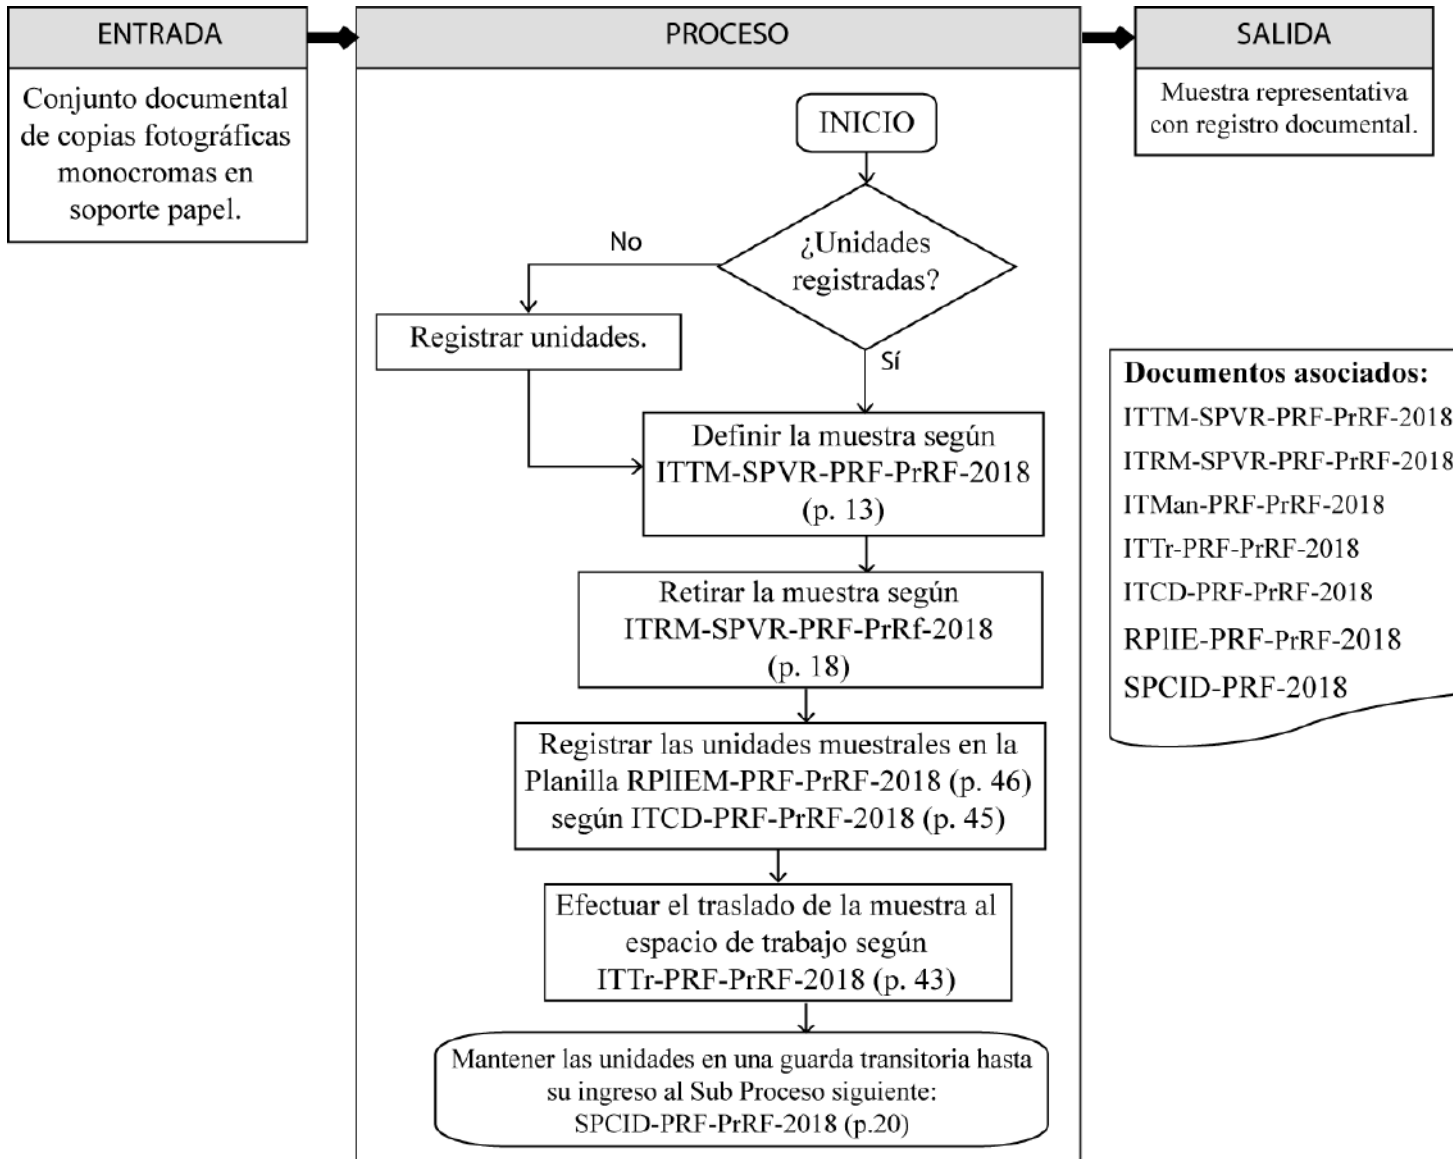 ENTRADA
Conjunto documental
de copias fotográficas
monocromas en
soporte papel.
PROCESO
INICIO
¿Unidades
registradas?
No
Sí
Registrar unidades.
Definir la muestra según
ITTM-SPVR-PRF-PrRF-2018
(p. 13)
Retirar la muestra según
ITRM-SPVR-PRF-PrRf-2018
(p. 18)
Registrar las unidades muestrales en la
Planilla RPlIEM-PRF-PrRF-2018 (p. 46)
según ITCD-PRF-PrRF-2018 (p. 45)
Efectuar el traslado de la muestra al
espacio de trabajo según
ITTr-PRF-PrRF-2018 (p. 43)
Mantener las unidades en una guarda transitoria hasta
su ingreso al Sub Proceso siguiente:
SPCID-PRF-PrRF-2018 (p.20)
SALIDA
Muestra representativa
con registro documental.
Documentos asociados:
ITTM-SPVR-PRF-PrRF-2018
ITRM-SPVR-PRF-PrRF-2018
ITMan-PRF-PrRF-2018
ITTr-PRF-PrRF-2018
ITCD-PRF-PrRF-2018
RPlIE-PRF-PrRF-2018
SPCID-PRF-2018